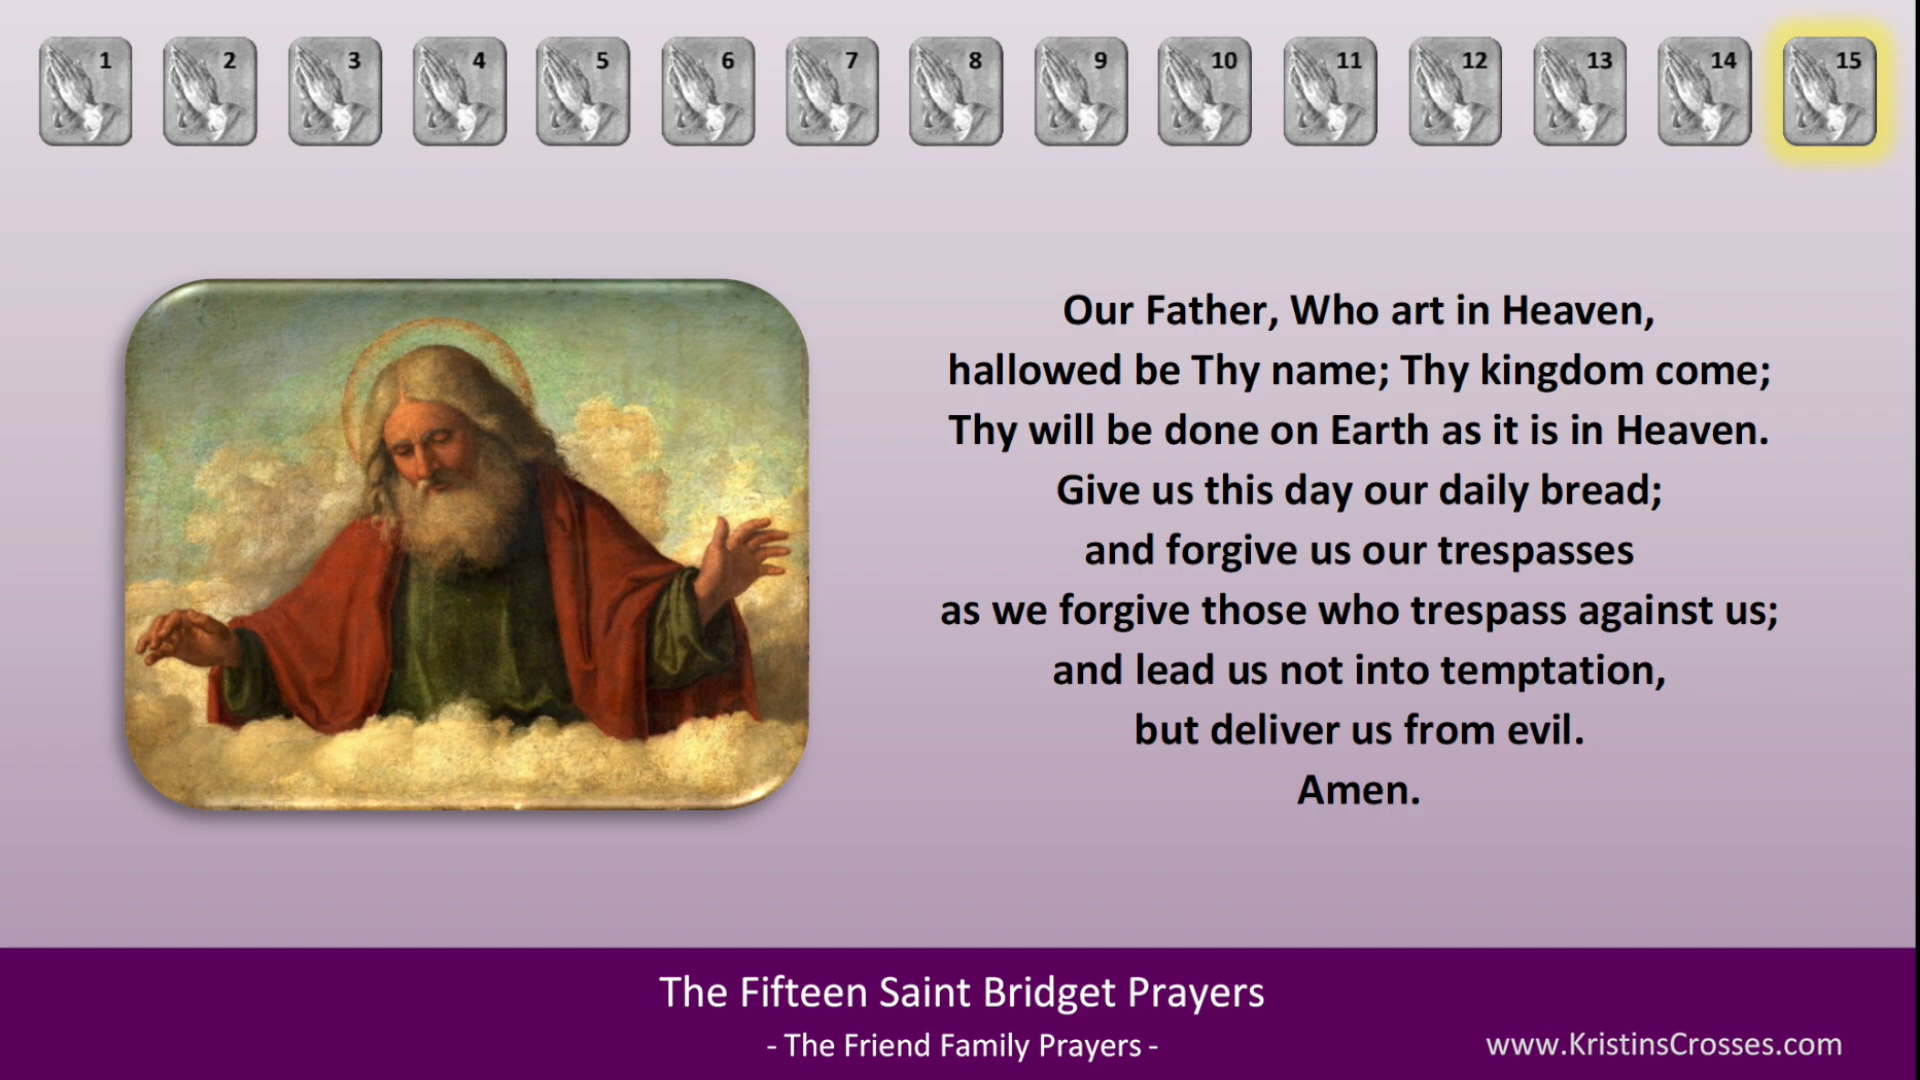 1 2 3 4 5 6 7 8 9 10 11 12 13 14 15
Our Father, Who art in Heaven,
hallowed be Thy name; Thy kingdom come;
Thy will be done on Earth as it is in Heaven.
Give us this day our daily bread;
and forgive us our trespasses
as we forgive those who trespass against us;
and lead us not into temptation,
but deliver us from evil.
Amen.
The Fifteen Saint Bridget Prayers
- The Friend Family Prayers -
www.KristinsCrosses.com